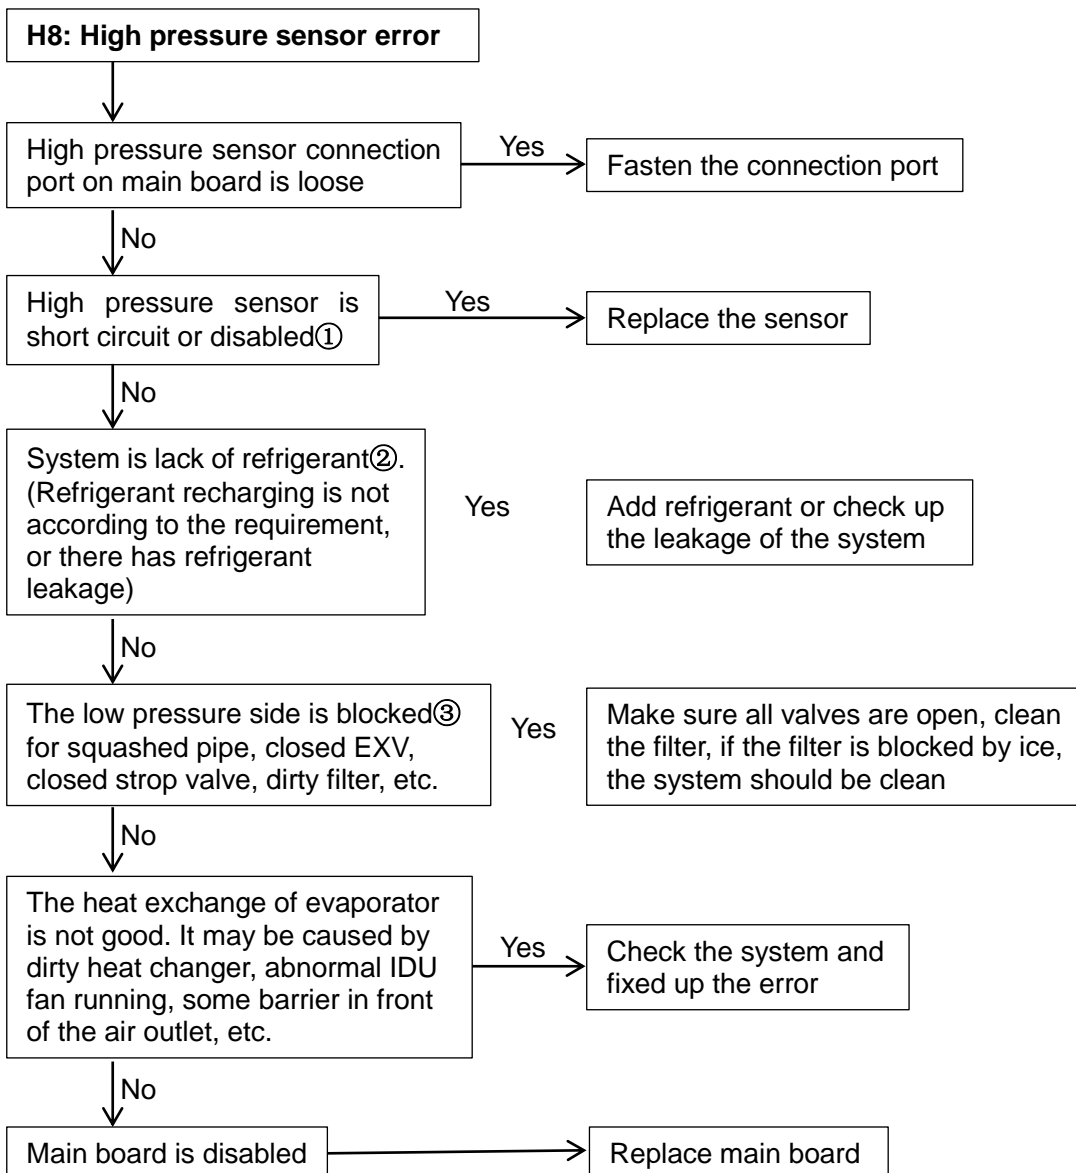 H8: High pressure sensor error
High pressure sensor connection
port on main board is loose
Yes
Fasten the connection port
No
High pressure sensor is
short circuit or disabled①
Yes
Replace the sensor
No
System is lack of refrigerant②.
(Refrigerant recharging is not
according to the requirement,
or there has refrigerant
leakage)
Yes
Add refrigerant or check up
the leakage of the system
No
The low pressure side is blocked③
for squashed pipe, closed EXV,
closed strop valve, dirty filter, etc.
Yes
Make sure all valves are open, clean
the filter, if the filter is blocked by ice,
the system should be clean
No
The heat exchange of evaporator
is not good. It may be caused by
dirty heat changer, abnormal IDU
fan running, some barrier in front
of the air outlet, etc.
Yes
Check the system and
fixed up the error
No
Main board is disabled
Replace main board